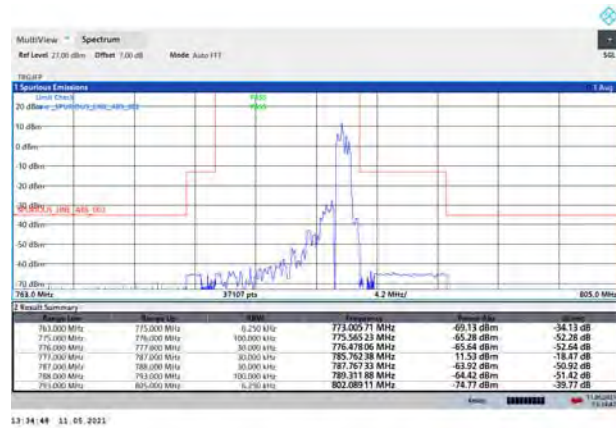 MultiView Spectrum
Ref Level 27.00 dBm Offset 7.00 dB Mode Auto FFT
SGL
TRG:IFP
1 Spurious Emissions
Limit Check PASS
PASS
20 dBm
10 dBm
0 dBm
-10 dBm
-20 dBm
-40 dBm
-50 dBm
-60 dBm
-70 dBm
763.0 MHz 37107 pts 4.2 MHz/ 805.0 MHz
2 Result Summary
Range Low Range Up RBW Frequency Power Abs ΔLimit
763.000 MHz 775.000 MHz 6.250 kHz 773.00571 MHz -69.13 dBm -34.13 dB
775.000 MHz 776.000 MHz 100.000 kHz 775.56523 MHz -65.28 dBm -52.28 dB
776.000 MHz 777.000 MHz 30.000 kHz 776.47806 MHz -65.64 dBm -52.64 dB
777.000 MHz 787.000 MHz 785.76238 MHz 11.53 dBm -18.47 dB
787.000 MHz 788.000 MHz 30.000 kHz 787.76733 MHz -63.92 dBm -50.92 dB
788.000 MHz 793.000 MHz 100.000 kHz 789.31188 MHz -64.42 dBm -51.42 dB
793.000 MHz 805.000 MHz 6.250 kHz 802.08911 MHz -74.77 dBm -39.77 dB
13:34:48 11.05.2021